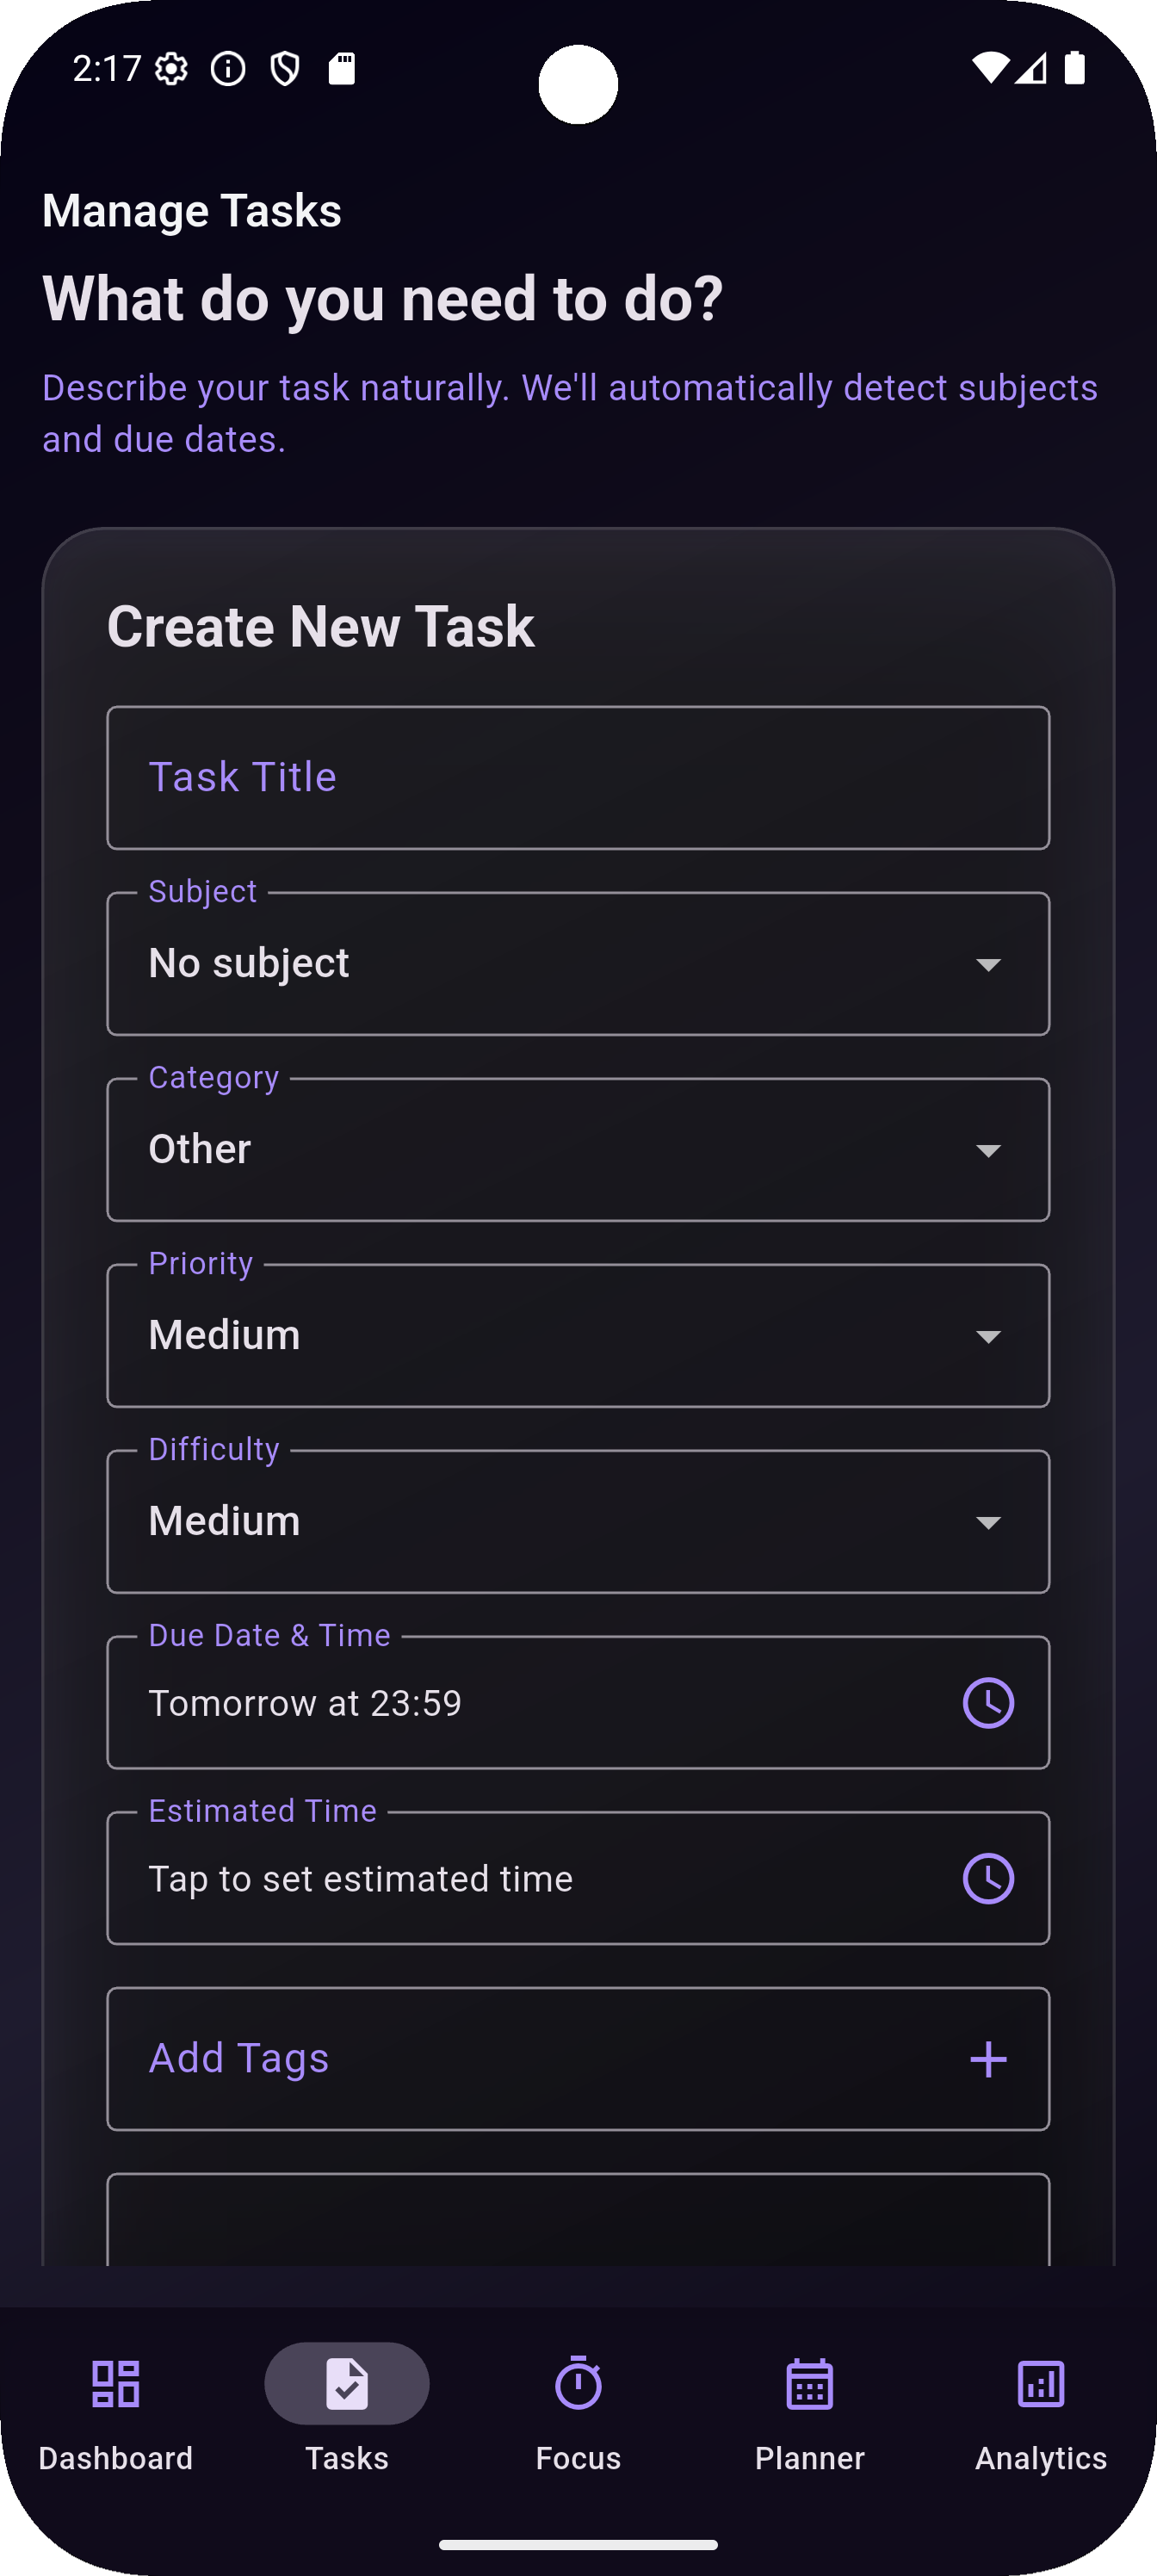 2:17
Manage Tasks
What do you need to do?
Describe your task naturally. We'll automatically detect subjects
and due dates.
Create New Task
Task Title
Subject
No subject
Category
Other
Priority
Medium
Difficulty
Medium
Due Date & Time
Tomorrow at 23:59
Estimated Time
Tap to set estimated time
Add Tags
Dashboard
Tasks
Focus
Planner
Analytics